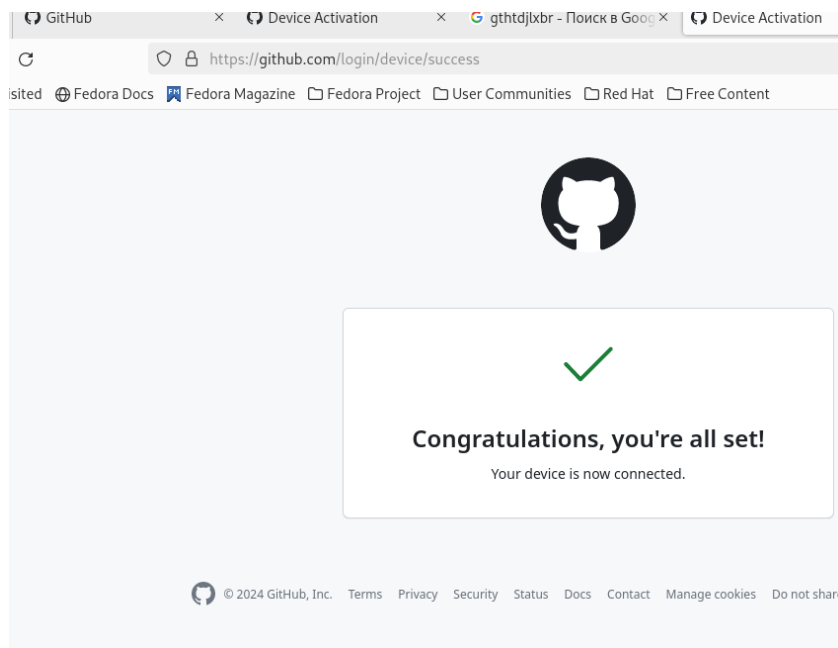 GitHub × Device Activation × gthtdjlxbr - Поиск в Goog × Device Activation
https://github.com/login/device/success
isited Fedora Docs Fedora Magazine Fedora Project User Communities Red Hat Free Content
Congratulations, you're all set!
Your device is now connected.
© 2024 GitHub, Inc. Terms Privacy Security Status Docs Contact Manage cookies Do not shar